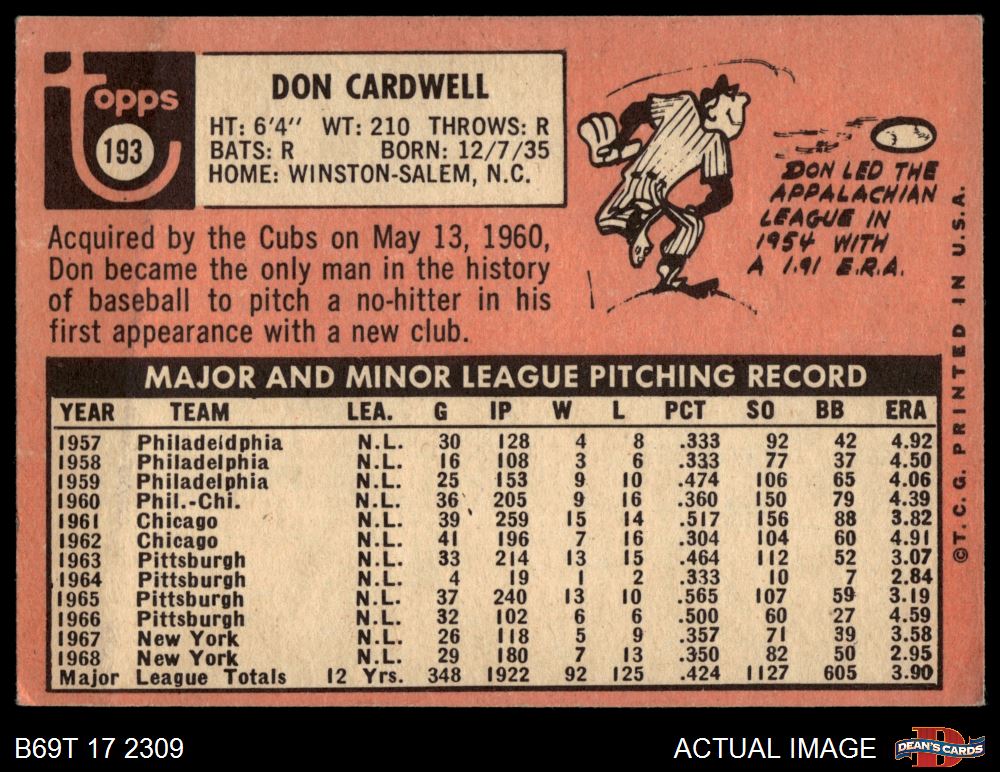 Topps
193
DON CARDWELL
HT: 6'4" WT: 210 THROWS: R
BATS: R BORN: 12/7/35
HOME: WINSTON-SALEM, N.C.
Acquired by the Cubs on May 13, 1960,
Don became the only man in the history
of baseball to pitch a no-hitter in his
first appearance with a new club.
DON LED THE
APPALACHIAN
LEAGUE IN
1954 WITH
A 1.91 E.R.A.
MAJOR AND MINOR LEAGUE PITCHING RECORD
YEAR TEAM LEA. G IP W L PCT SO BB ERA
1957 Philadeldphia N.L. 30 128 4 8 .333 92 42 4.92
1958 Philadelphia N.L. 16 108 3 6 .333 77 37 4.50
1959 Philadelphia N.L. 25 153 9 10 .474 106 65 4.06
1960 Phil.-Chi. N.L. 36 205 9 16 .360 150 79 4.39
1961 Chicago N.L. 39 259 15 14 .517 156 88 3.82
1962 Chicago N.L. 41 196 7 16 .304 104 60 4.91
1963 Pittsburgh N.L. 33 214 13 15 .464 112 52 3.07
1964 Pittsburgh N.L. 4 19 1 2 .333 10 7 2.84
1965 Pittsburgh N.L. 37 240 13 10 .565 107 59 3.19
1966 Pittsburgh N.L. 32 102 6 6 .500 60 27 4.59
1967 New York N.L. 26 118 5 9 .357 71 39 3.58
1968 New York N.L. 29 180 7 13 .350 82 50 2.95
Major League Totals 12 Yrs. 348 1922 92 125 .424 1127 605 3.90
©T.C.G. PRINTED IN U.S.A.
B69T 17 2309
ACTUAL IMAGE
DEAN'S CARDS